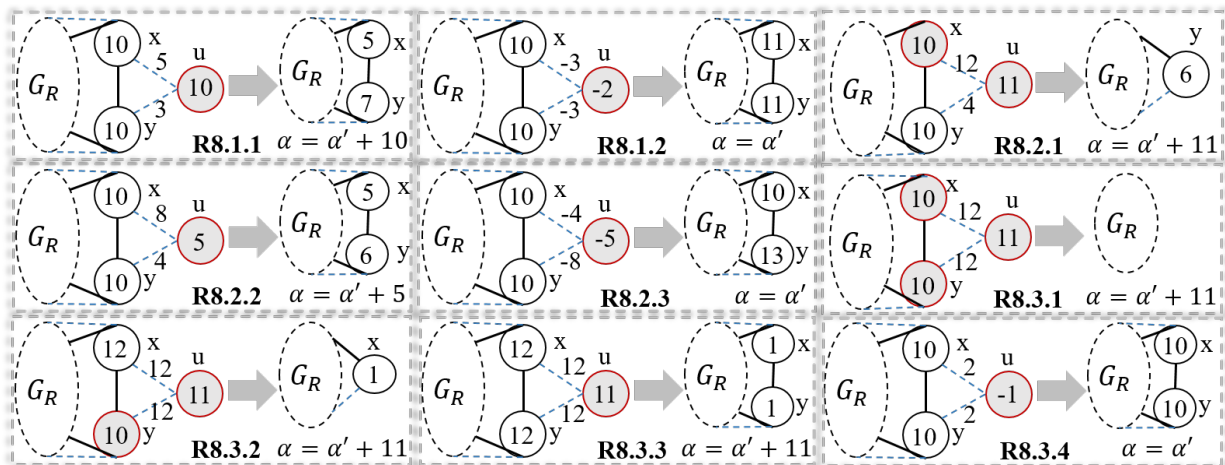 10 x 5 u 10 G_R 3 10 y R8.1.1
5 x G_R 7 y α = α′ + 10
10 x -3 u -2 G_R -3 10 y R8.1.2
11 x G_R 11 y α = α′
10 x 12 u 11 G_R 4 10 y R8.2.1
y G_R 6 α = α′ + 11
10 x 8 u 5 G_R 4 10 y R8.2.2
5 x G_R 6 y α = α′ + 5
10 x -4 u -5 G_R -8 10 y R8.2.3
10 x G_R 13 y α = α′
10 x 12 u 11 G_R 12 10 y R8.3.1
G_R α = α′ + 11
12 x 12 u 11 G_R 12 10 y R8.3.2
x G_R 1 α = α′ + 11
12 x 12 u 11 G_R 12 12 y R8.3.3
1 x G_R 1 y α = α′ + 11
10 x 2 u -1 G_R 2 10 y R8.3.4
10 x G_R 10 y α = α′